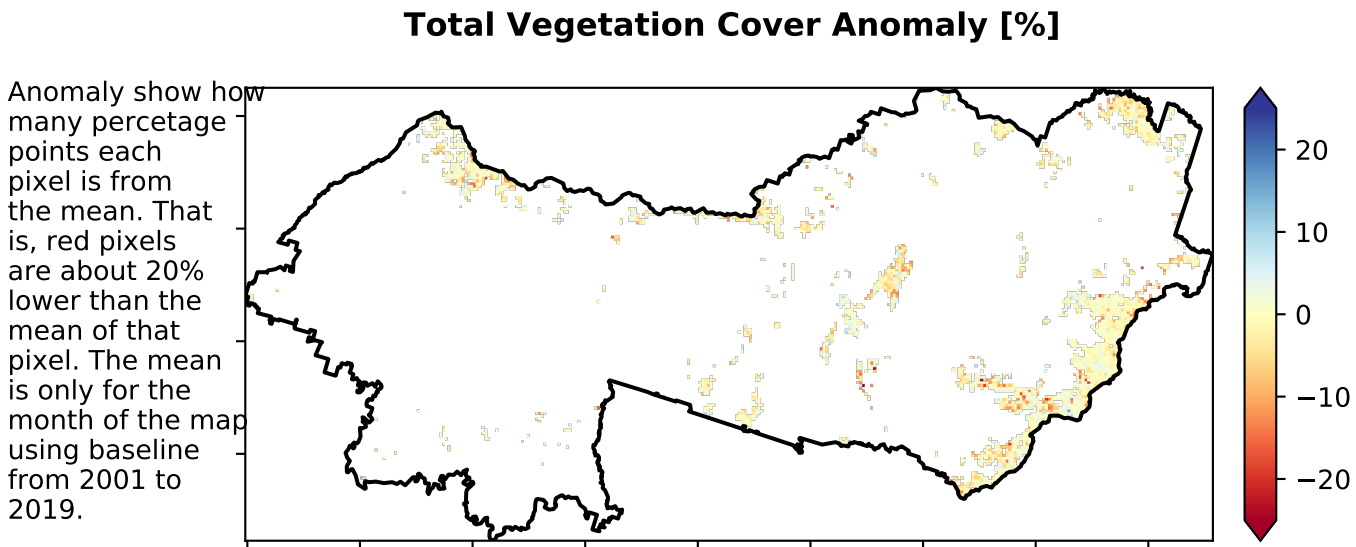 Total Vegetation Cover Anomaly [%]
Anomaly show how
many percetage
points each
pixel is from
the mean. That
is, red pixels
are about 20%
lower than the
mean of that
pixel. The mean
is only for the
month of the map
using baseline
from 2001 to
2019.
20
10
0
−10
−20